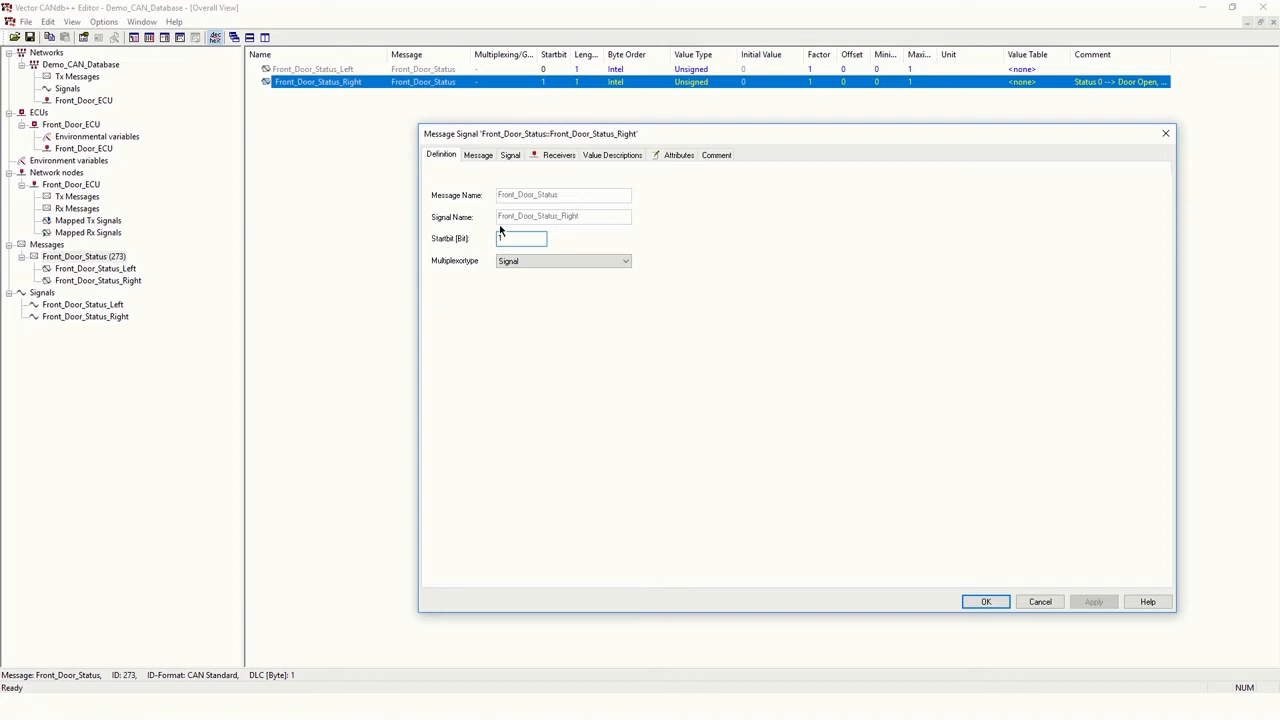 Vector CANdb++ Editor - Demo_CAN_Database - [Overall View]
File Edit View Options Window Help
dec
hex
Networks
Demo_CAN_Database
Tx Messages
Signals
Front_Door_ECU
ECUs
Front_Door_ECU
Environmental variables
Front_Door_ECU
Environment variables
Network nodes
Front_Door_ECU
Tx Messages
Rx Messages
Mapped Tx Signals
Mapped Rx Signals
Messages
Front_Door_Status (273)
Front_Door_Status_Left
Front_Door_Status_Right
Signals
Front_Door_Status_Left
Front_Door_Status_Right
Name Message Multiplexing/G... Startbit Leng... Byte Order Value Type Initial Value Factor Offset Mini... Maxi... Unit Value Table Comment
Front_Door_Status_Left Front_Door_Status - 0 1 Intel Unsigned 0 1 0 0 1 <none>
Front_Door_Status_Right Front_Door_Status - 1 1 Intel Unsigned 0 1 0 0 1 <none> Status 0 --> Door Open, ...
Message Signal 'Front_Door_Status::Front_Door_Status_Right'
Definition Message Signal Receivers Value Descriptions Attributes Comment
Message Name: Front_Door_Status
Signal Name: Front_Door_Status_Right
Startbit [Bit]: 1
Multiplexortype Signal
OK Cancel Apply Help
Message: Front_Door_Status, ID: 273, ID-Format: CAN Standard, DLC [Byte]: 1
Ready NUM